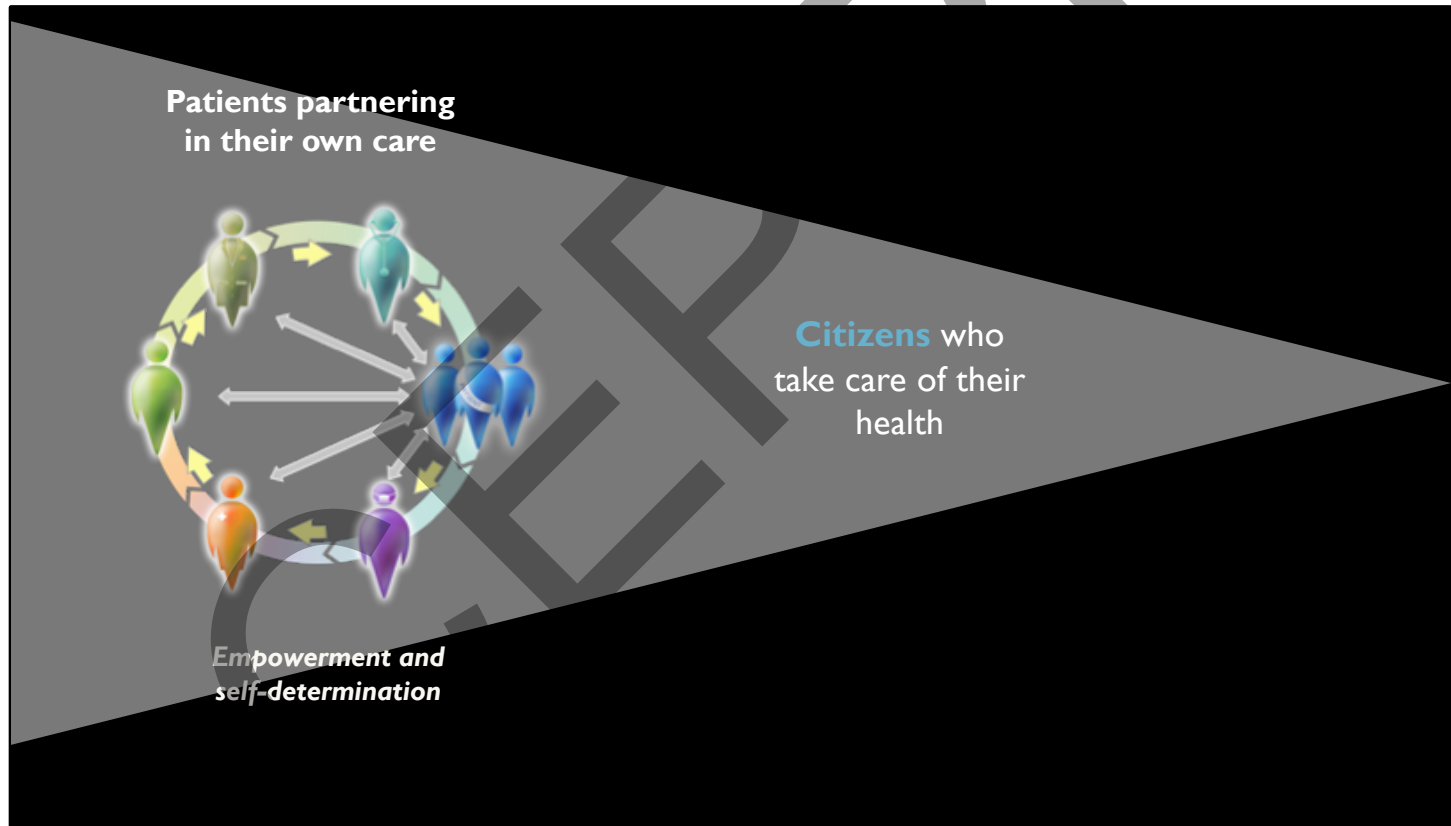 Patients partnering
in their own care
Citizens who
take care of their
health
Empowerment and
self-determination